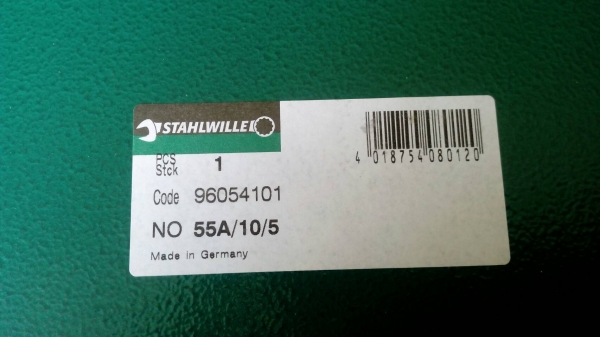 STAHLWILLE
PCS
Stck 1
Code 96054101
NO 55A/10/5
Made in Germany
4 018754 080120